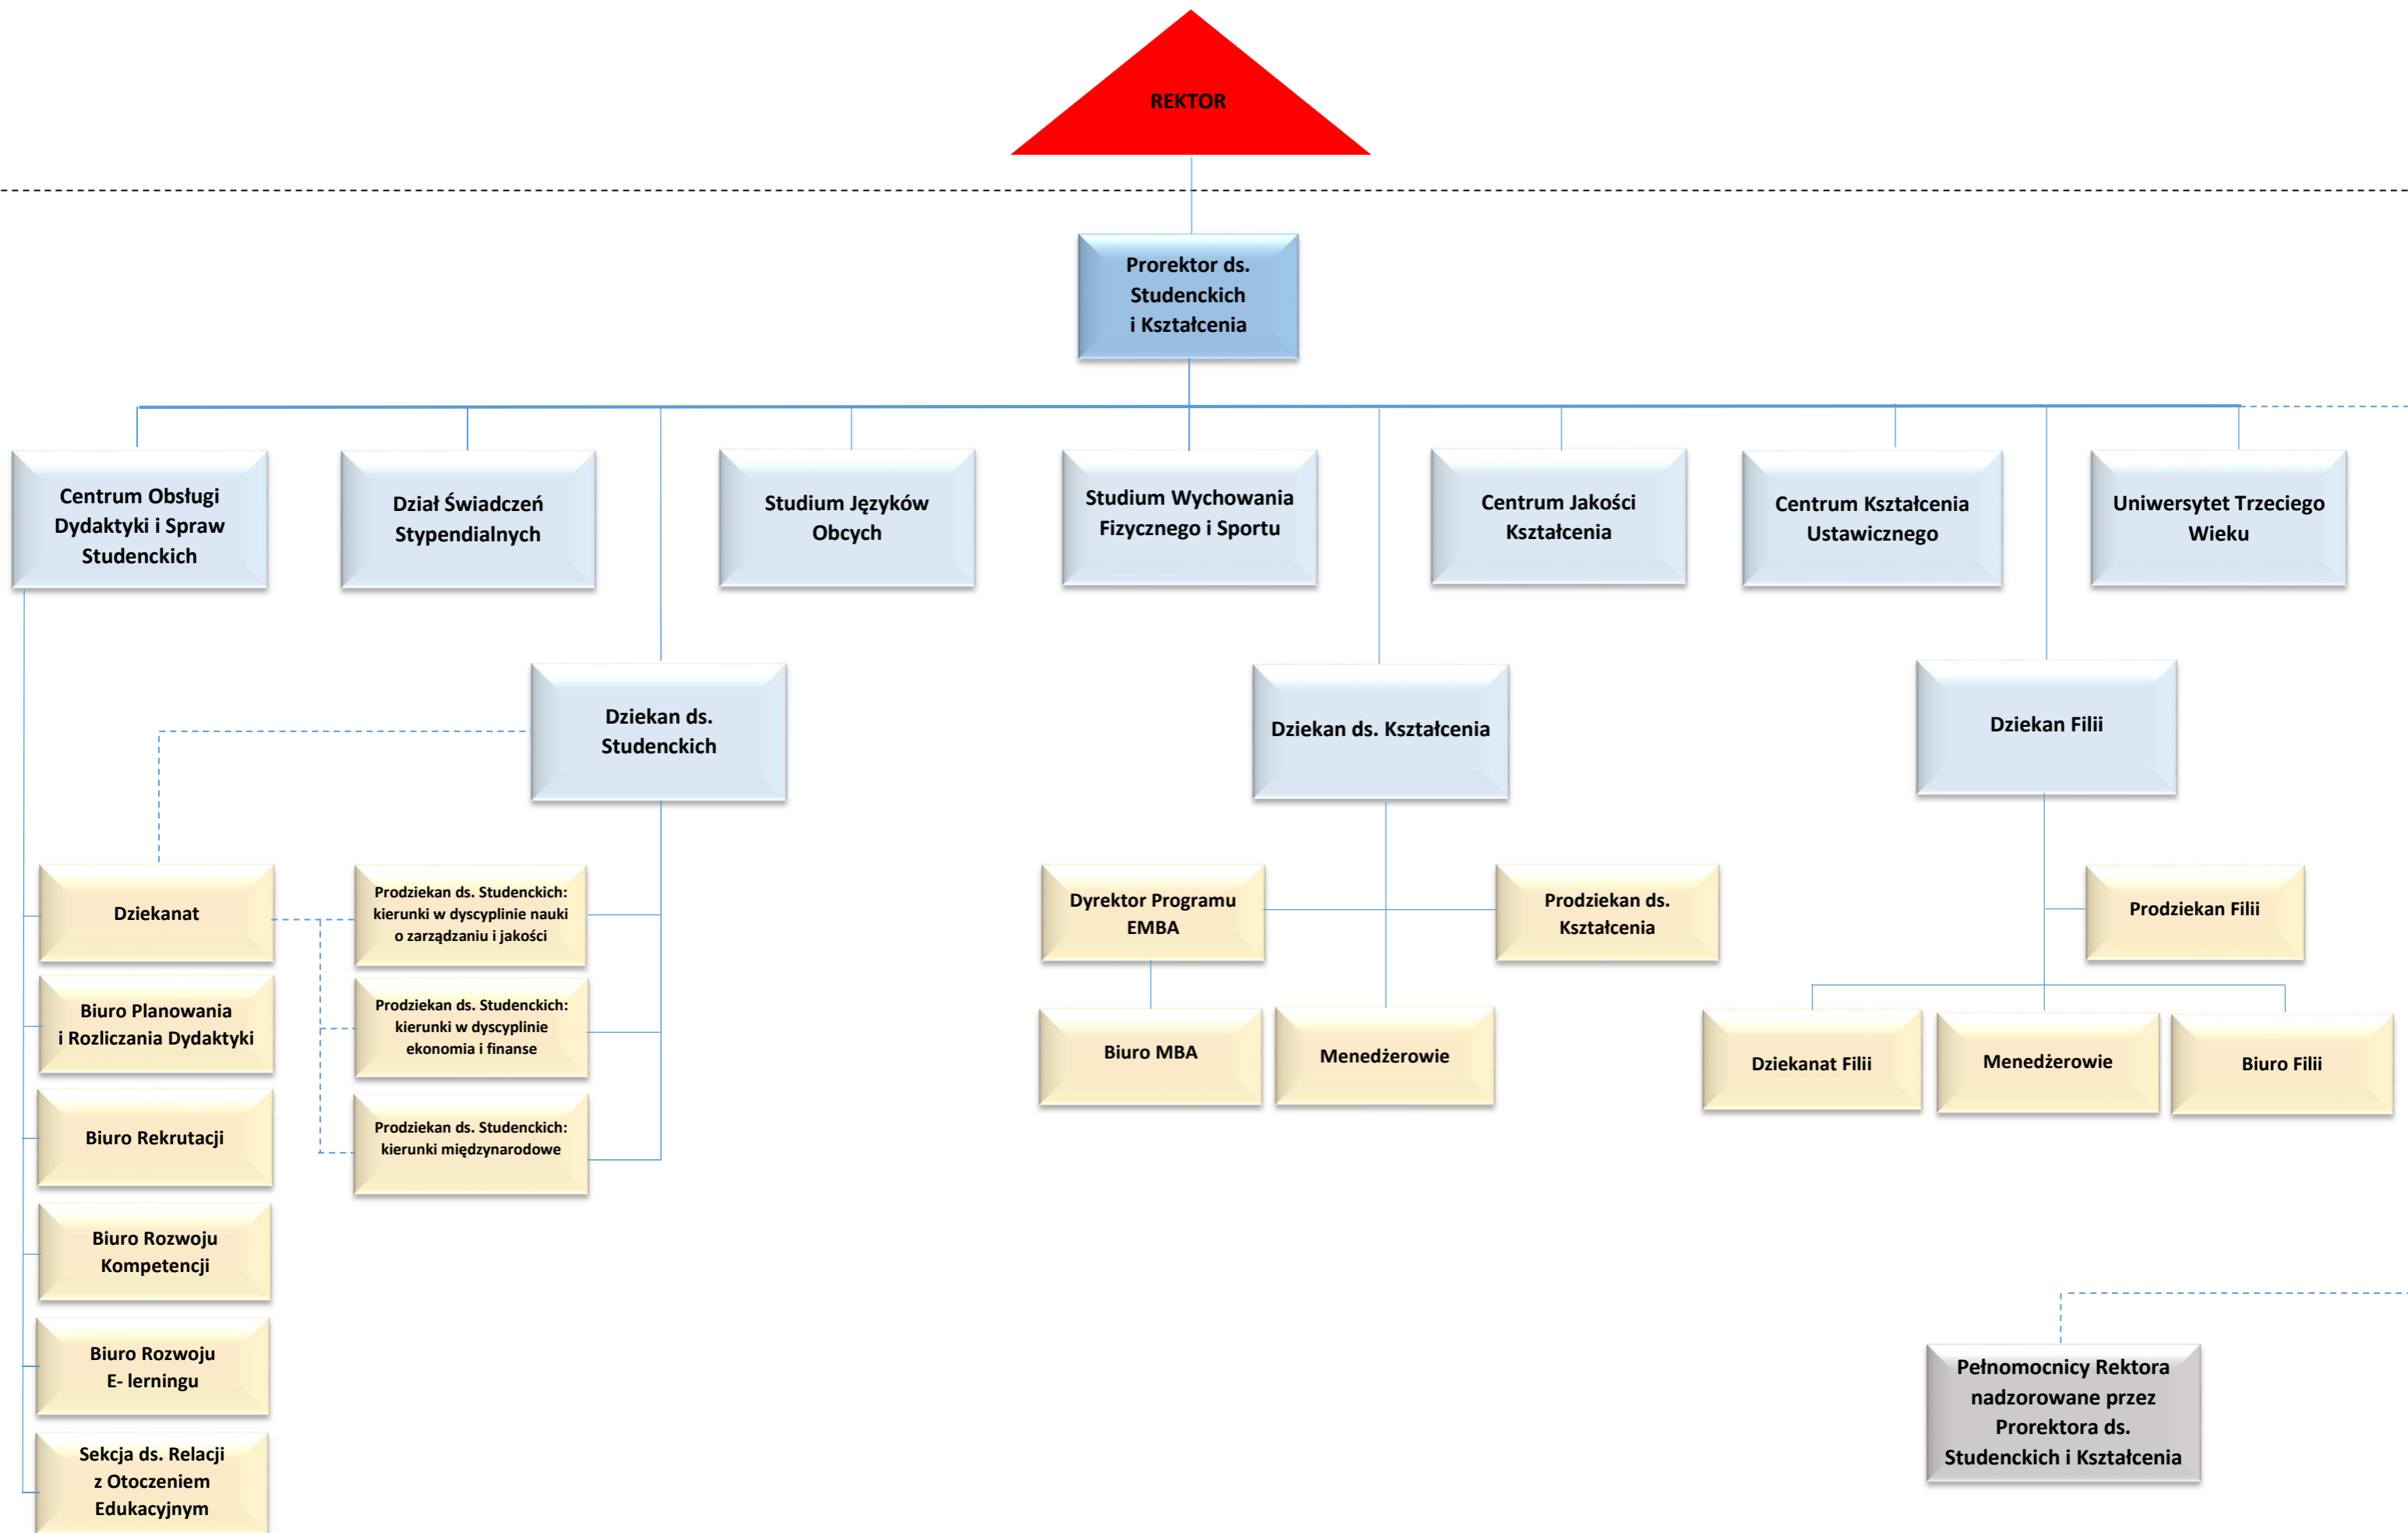 REKTOR
Prorektor ds.
Studenckich
i Kształcenia
Centrum Obsługi
Dydaktyki i Spraw
Studenckich
Dział Świadczeń
Stypendialnych
Studium Języków
Obcych
Studium Wychowania
Fizycznego i Sportu
Centrum Jakości
Kształcenia
Centrum Kształcenia
Ustawicznego
Uniwersytet Trzeciego
Wieku
Dziekan ds.
Studenckich
Dziekan ds. Kształcenia
Dziekan Filii
Dziekanat
Prodziekan ds. Studenckich:
kierunki w dyscyplinie nauki
o zarządzaniu i jakości
Dyrektor Programu
EMBA
Prodziekan ds.
Kształcenia
Prodziekan Filii
Biuro Planowania
i Rozliczania Dydaktyki
Prodziekan ds. Studenckich:
kierunki w dyscyplinie
ekonomia i finanse
Biuro MBA
Menedżerowie
Dziekanat Filii
Menedżerowie
Biuro Filii
Biuro Rekrutacji
Prodziekan ds. Studenckich:
kierunki międzynarodowe
Biuro Rozwoju
Kompetencji
Biuro Rozwoju
E- lerningu
Sekcja ds. Relacji
z Otoczeniem
Edukacyjnym
Pełnomocnicy Rektora
nadzorowane przez
Prorektora ds.
Studenckich i Kształcenia